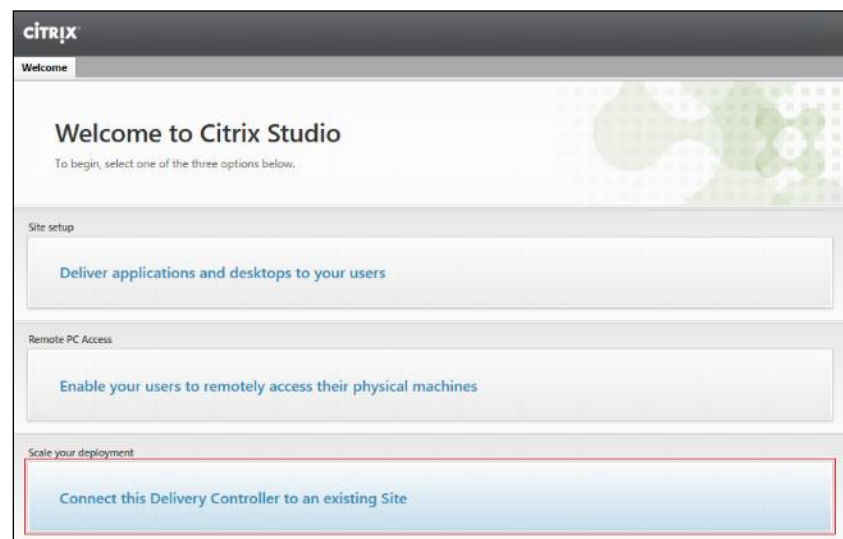 CİTRIX
Welcome
Welcome to Citrix Studio
To begin, select one of the three options below.
Site setup
Deliver applications and desktops to your users
Remote PC Access
Enable your users to remotely access their physical machines
Scale your deployment
Connect this Delivery Controller to an existing Site